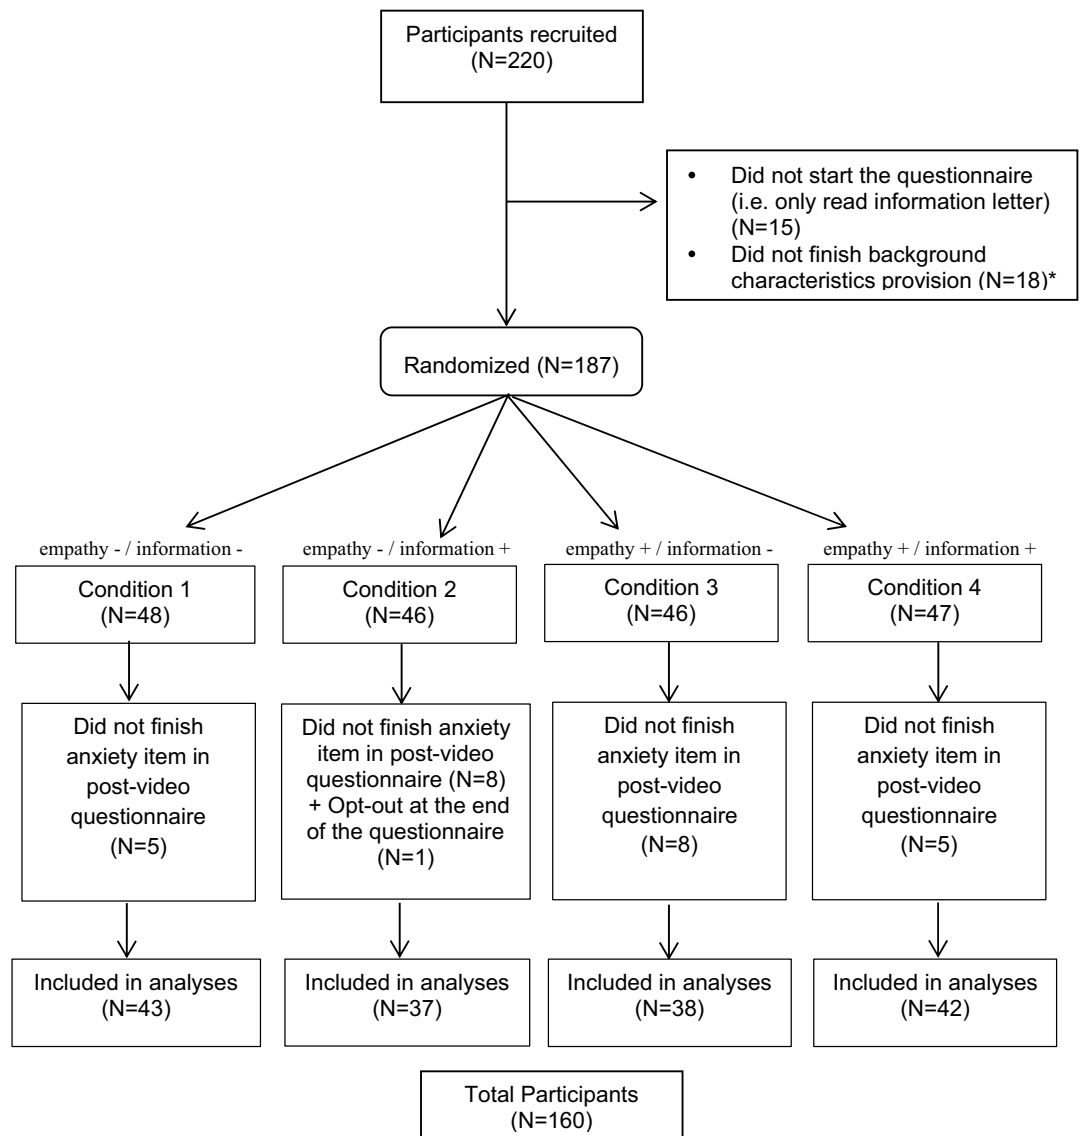 Participants recruited
(N=220)
• Did not start the questionnaire
(i.e. only read information letter)
(N=15)
• Did not finish background
characteristics provision (N=18)*
Randomized (N=187)
empathy - / information -
Condition 1
(N=48)
Did not finish
anxiety item in
post-video
questionnaire
(N=5)
Included in analyses
(N=43)
empathy - / information +
Condition 2
(N=46)
Did not finish anxiety
item in post-video
questionnaire (N=8)
+ Opt-out at the end
of the questionnaire
(N=1)
Included in analyses
(N=37)
empathy + / information -
Condition 3
(N=46)
Did not finish
anxiety item in
post-video
questionnaire
(N=8)
Included in analyses
(N=38)
empathy + / information +
Condition 4
(N=47)
Did not finish
anxiety item in
post-video
questionnaire
(N=5)
Included in analyses
(N=42)
Total Participants
(N=160)